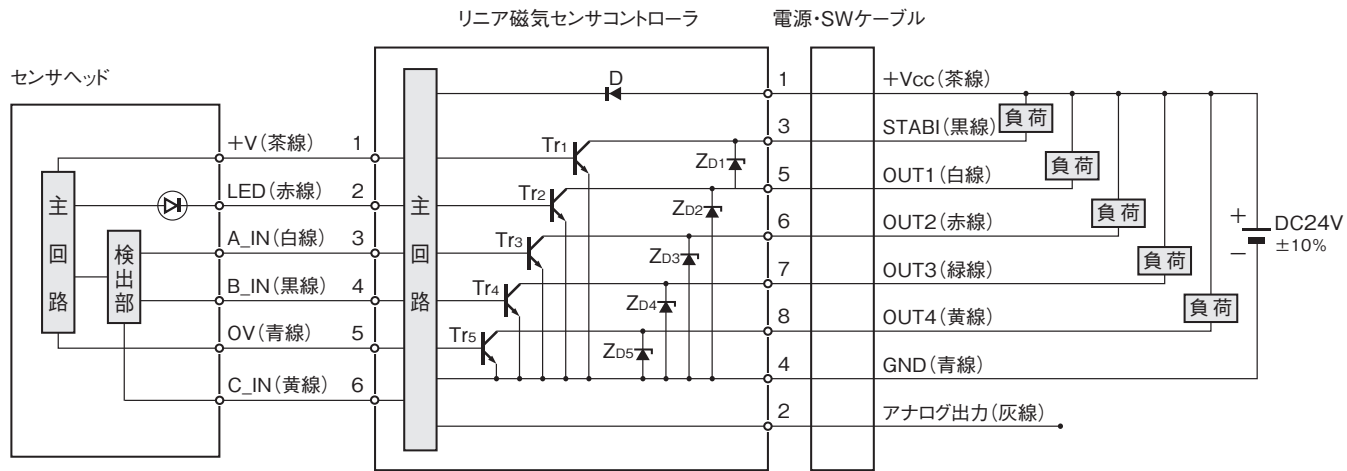 リニア磁気センサコントローラ
電源・SWケーブル
センサヘッド
D
1
+Vcc（茶線）
負荷
Tr1
3
STABI（黒線）
+V（茶線）
1
ZD1
負荷
Tr2
5
OUT1（白線）
LED（赤線）
2
ZD2
負荷
主回路
主回路
Tr3
6
OUT2（赤線）
+
DC24V
±10%
−
A_IN（白線）
3
検出部
ZD3
負荷
Tr4
7
OUT3（緑線）
B_IN（黒線）
4
ZD4
負荷
Tr5
8
OUT4（黄線）
OV（青線）
5
ZD5
4
GND（青線）
C_IN（黄線）
6
2
アナログ出力（灰線）